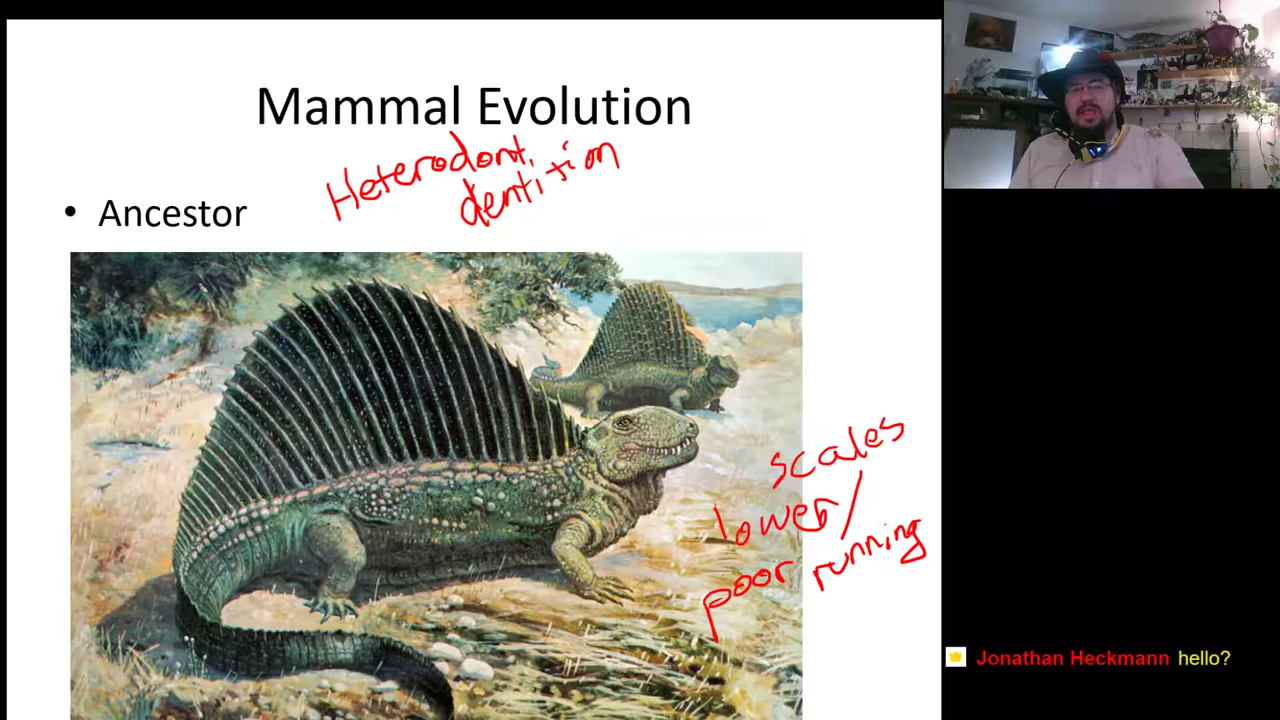 Mammal Evolution
Heterodont
dentition
• Ancestor
scales
lower/
poor running
Jonathan Heckmann hello?